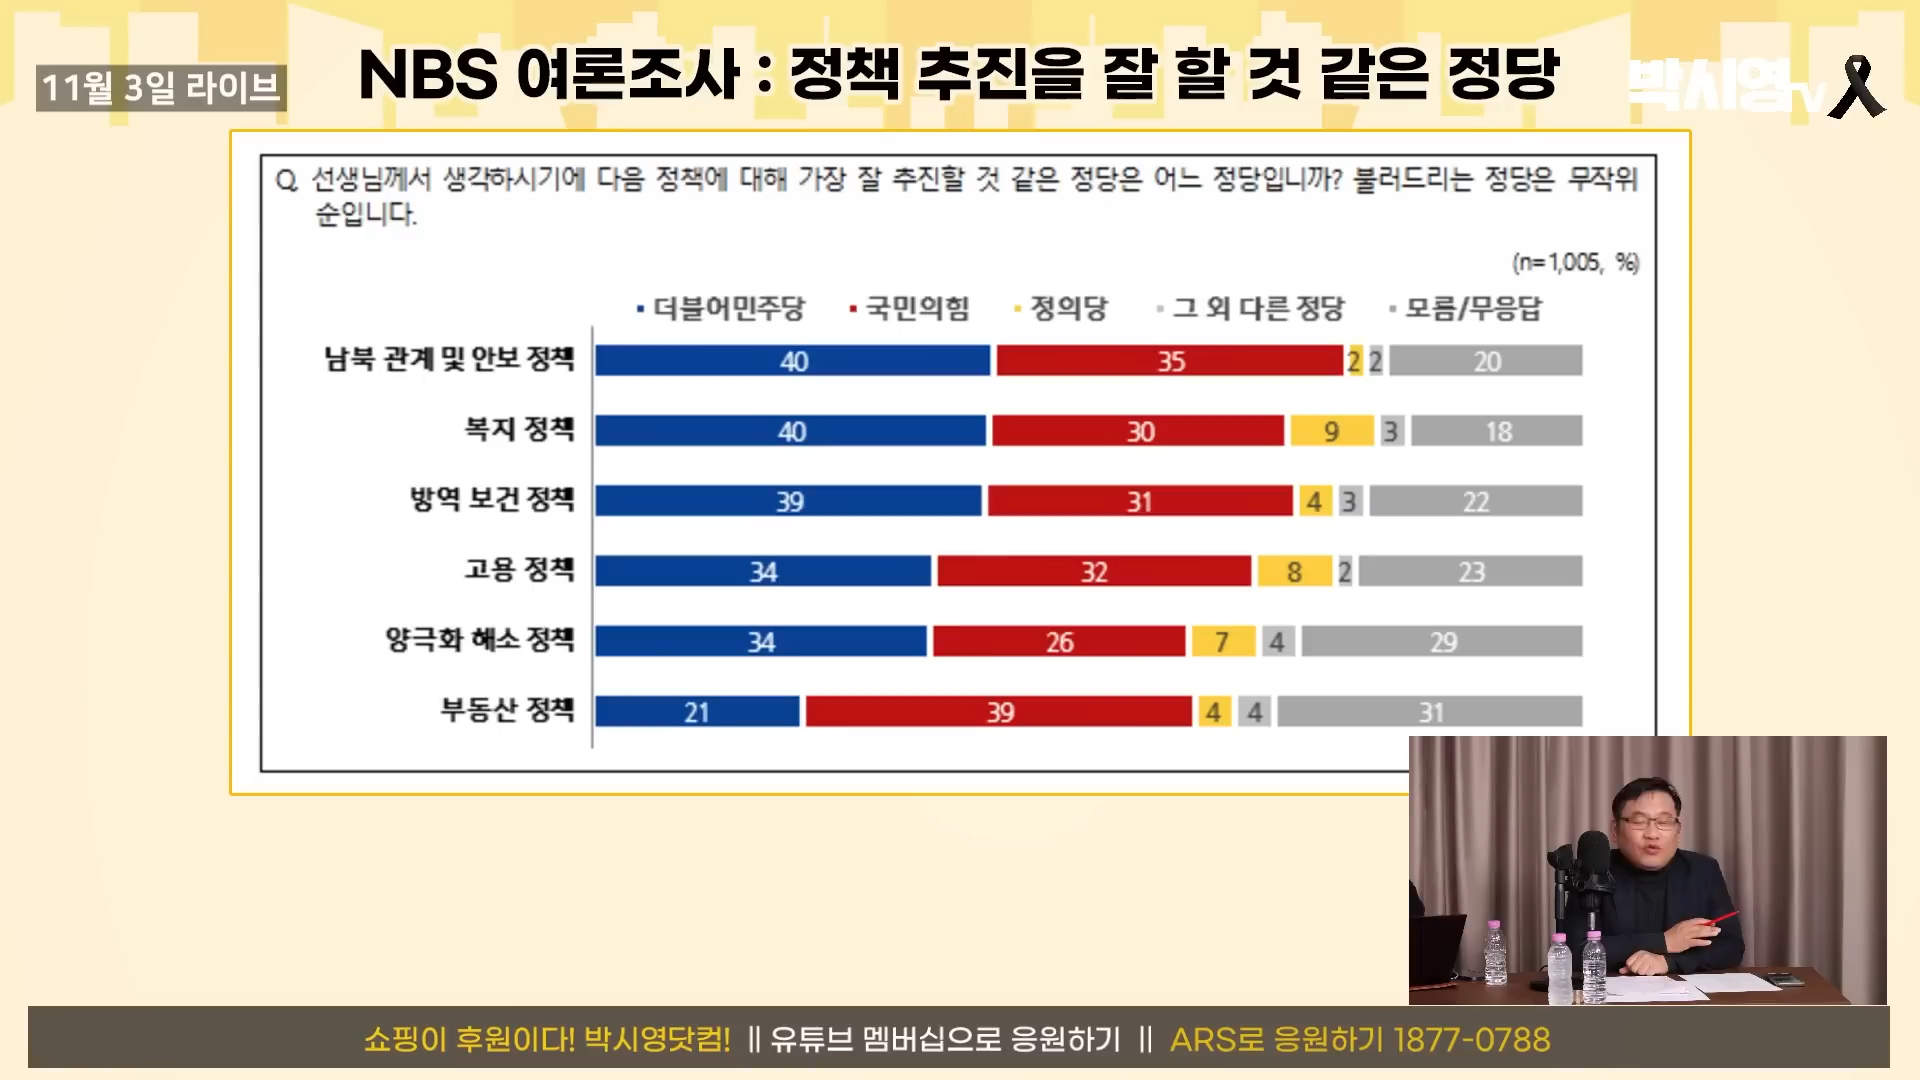 11월 3일 라이브
NBS 여론조사 : 정책 추진을 잘 할 것 같은 정당
박시영TV
Q. 선생님께서 생각하시기에 다음 정책에 대해 가장 잘 추진할 것 같은 정당은 어느 정당입니까? 불러드리는 정당은 무작위
순입니다.
(n=1,005, %)
더불어민주당 국민의힘 정의당 그 외 다른 정당 모름/무응답
남북 관계 및 안보 정책 40 35 2 2 20
복지 정책 40 30 9 3 18
방역 보건 정책 39 31 4 3 22
고용 정책 34 32 8 2 23
양극화 해소 정책 34 26 7 4 29
부동산 정책 21 39 4 4 31
쇼핑이 후원이다! 박시영닷컴! || 유튜브 멤버십으로 응원하기 || ARS로 응원하기 1877-0788